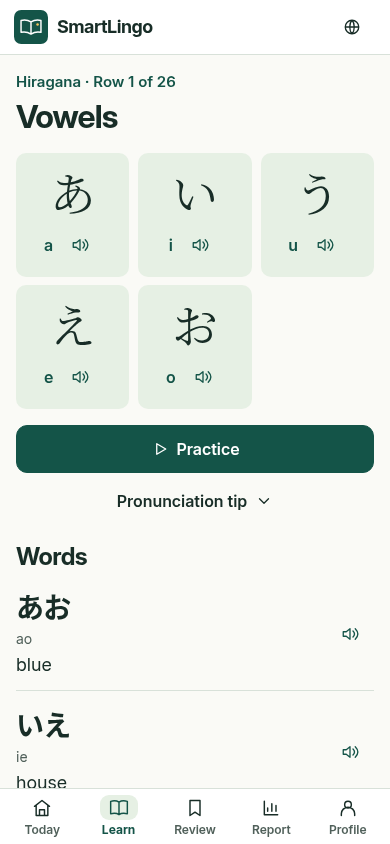 SmartLingo
Hiragana · Row 1 of 26
Vowels
あ い う
a i u
え お
e o
Practice
Pronunciation tip
Words
あお
ao
blue
いえ
ie
house
Today Learn Review Report Profile